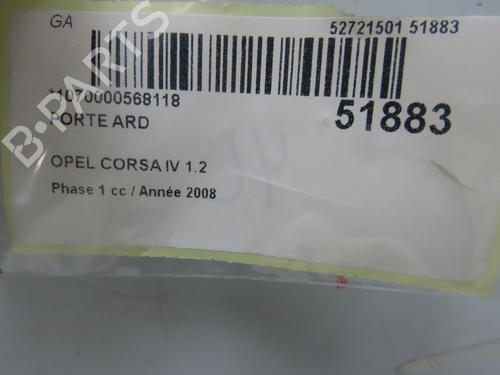 GA
52721501 51883
*1070000568118
PORTE ARD
51883
OPEL CORSA IV 1.2
Phase 1 cc / Année 2008
B-PARTS